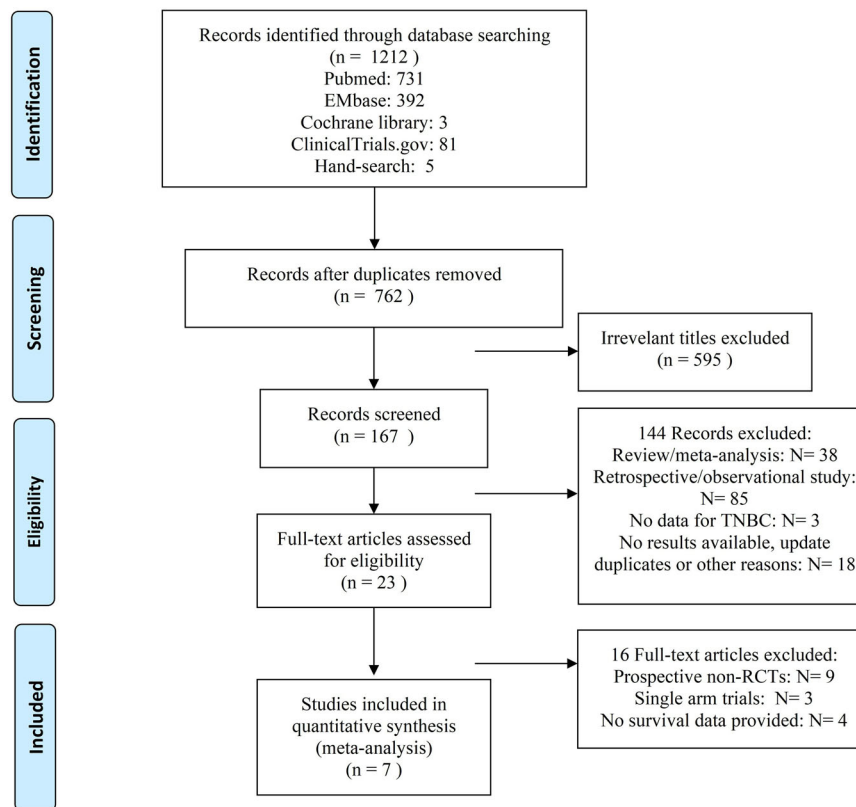 Identification
Records identified through database searching
(n = 1212 )
Pubmed: 731
EMbase: 392
Cochrane library: 3
ClinicalTrials.gov: 81
Hand-search: 5
Screening
Records after duplicates removed
(n = 762 )
Irrevelant titles excluded
(n = 595 )
Records screened
(n = 167 )
Eligibility
144 Records excluded:
Review/meta-analysis: N= 38
Retrospective/observational study:
N= 85
No data for TNBC: N= 3
No results available, update
duplicates or other reasons: N= 18
Full-text articles assessed
for eligibility
(n = 23 )
Included
16 Full-text articles excluded:
Prospective non-RCTs: N= 9
Single arm trials: N= 3
No survival data provided: N= 4
Studies included in
quantitative synthesis
(meta-analysis)
(n = 7 )